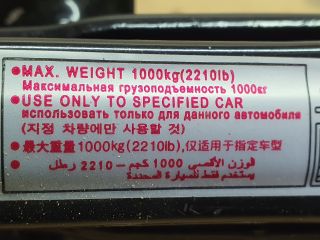 ●MAX. WEIGHT 1000kg(2210lb)
Максимальная грузоподъемность 1000кг
●USE ONLY TO SPECIFIED CAR
использовать только для данного автомобиля
(지정 차량에만 사용할 것)
●最大重量1000kg(2210lb),仅适用于指定车型
الوزن الأقصى 1000 كجم -2210 رطل
يستخدم فقط للسيارة المحددة